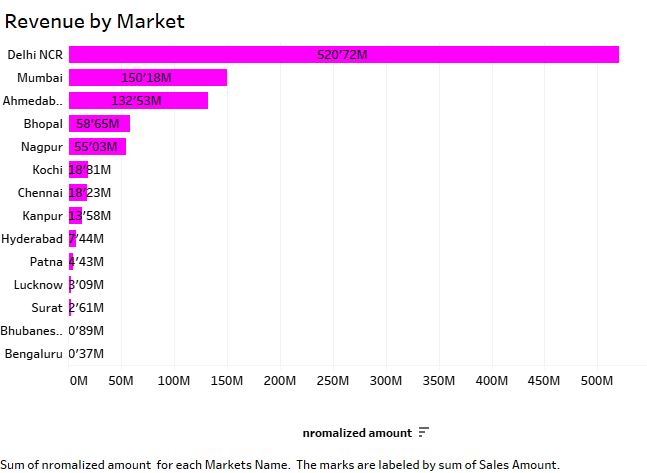 Revenue by Market
Delhi NCR 520’72M
Mumbai 150’18M
Ahmedab.. 132’53M
Bhopal 58’65M
Nagpur 55’03M
Kochi 18’81M
Chennai 18’23M
Kanpur 13’58M
Hyderabad 7’44M
Patna 4’43M
Lucknow 3’09M
Surat 2’61M
Bhubanes.. 0’89M
Bengaluru 0’37M
0M 50M 100M 150M 200M 250M 300M 350M 400M 450M 500M
nromalized amount
Sum of nromalized amount for each Markets Name. The marks are labeled by sum of Sales Amount.